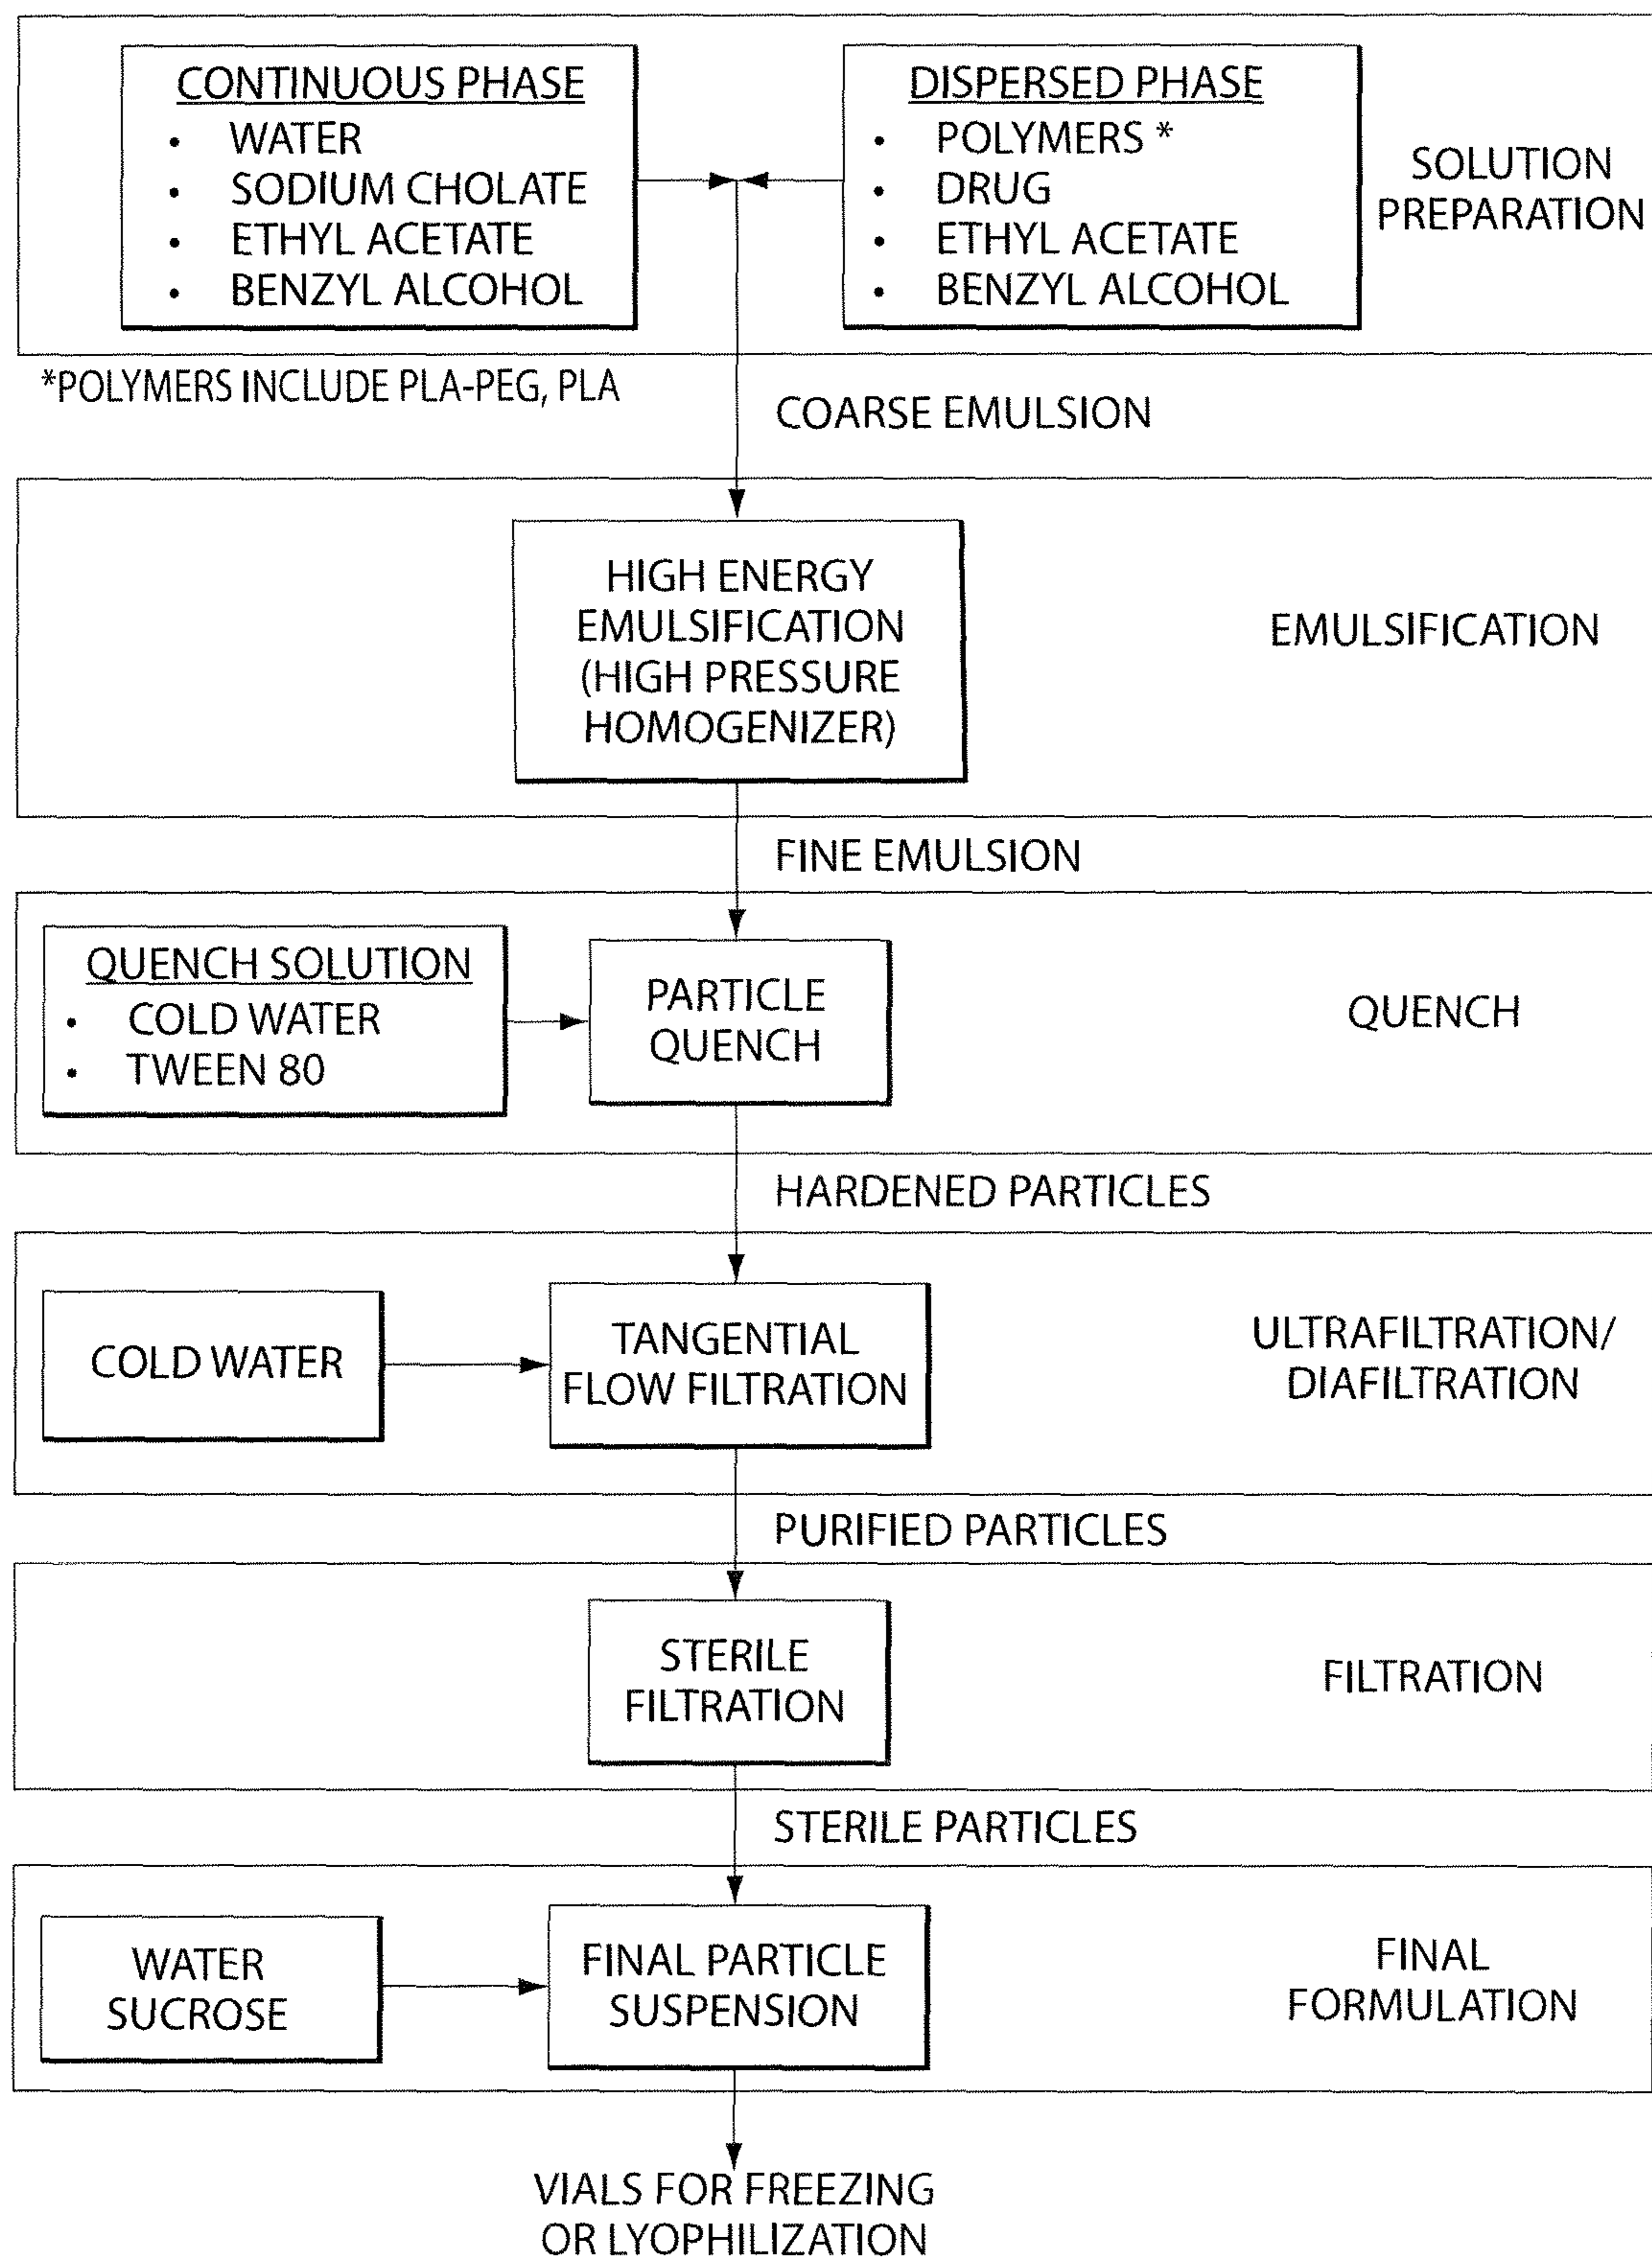 CONTINUOUS PHASE
• WATER
• SODIUM CHOLATE
• ETHYL ACETATE
• BENZYL ALCOHOL
DISPERSED PHASE
• POLYMERS *
• DRUG
• ETHYL ACETATE
• BENZYL ALCOHOL
SOLUTION
PREPARATION
*POLYMERS INCLUDE PLA-PEG, PLA
COARSE EMULSION
HIGH ENERGY
EMULSIFICATION
(HIGH PRESSURE
HOMOGENIZER)
EMULSIFICATION
FINE EMULSION
QUENCH SOLUTION
• COLD WATER
• TWEEN 80
PARTICLE
QUENCH
QUENCH
HARDENED PARTICLES
COLD WATER
TANGENTIAL
FLOW FILTRATION
ULTRAFILTRATION/
DIAFILTRATION
PURIFIED PARTICLES
STERILE
FILTRATION
FILTRATION
STERILE PARTICLES
WATER
SUCROSE
FINAL PARTICLE
SUSPENSION
FINAL
FORMULATION
VIALS FOR FREEZING
OR LYOPHILIZATION